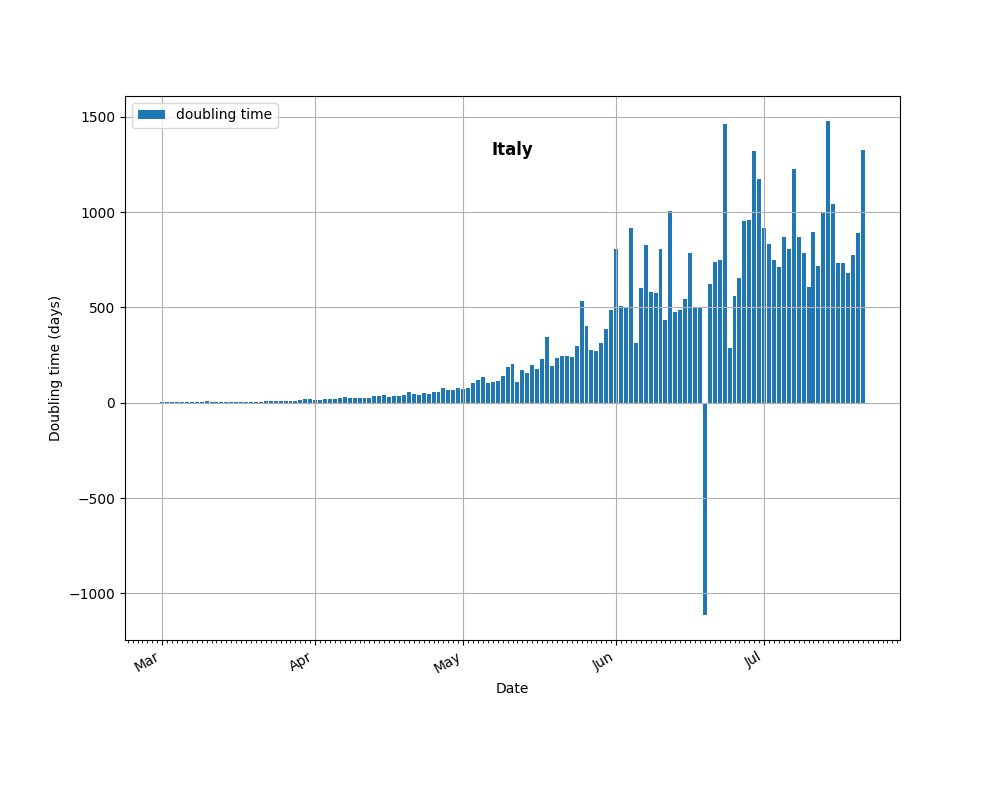 doubling time
Italy
1500
1000
500
0
−500
−1000
Doubling time (days)
Mar
Apr
May
Jun
Jul
Date